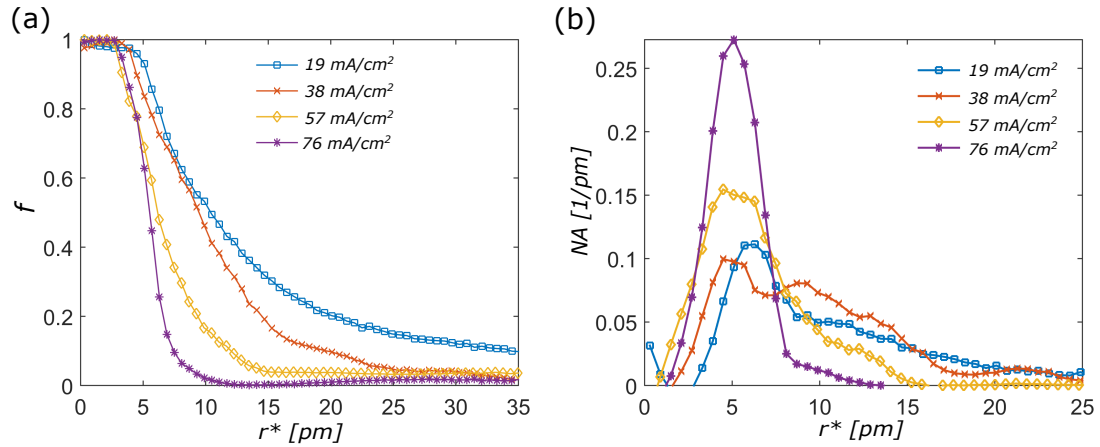 (a)
1
0.8
0.6
0.4
0.2
0
f
0
5
10
15
20
25
30
35
r* [pm]
19 mA/cm²
38 mA/cm²
57 mA/cm²
76 mA/cm²
(b)
0.25
0.2
0.15
0.1
0.05
0
NA [1/pm]
0
5
10
15
20
25
r* [pm]
19 mA/cm²
38 mA/cm²
57 mA/cm²
76 mA/cm²